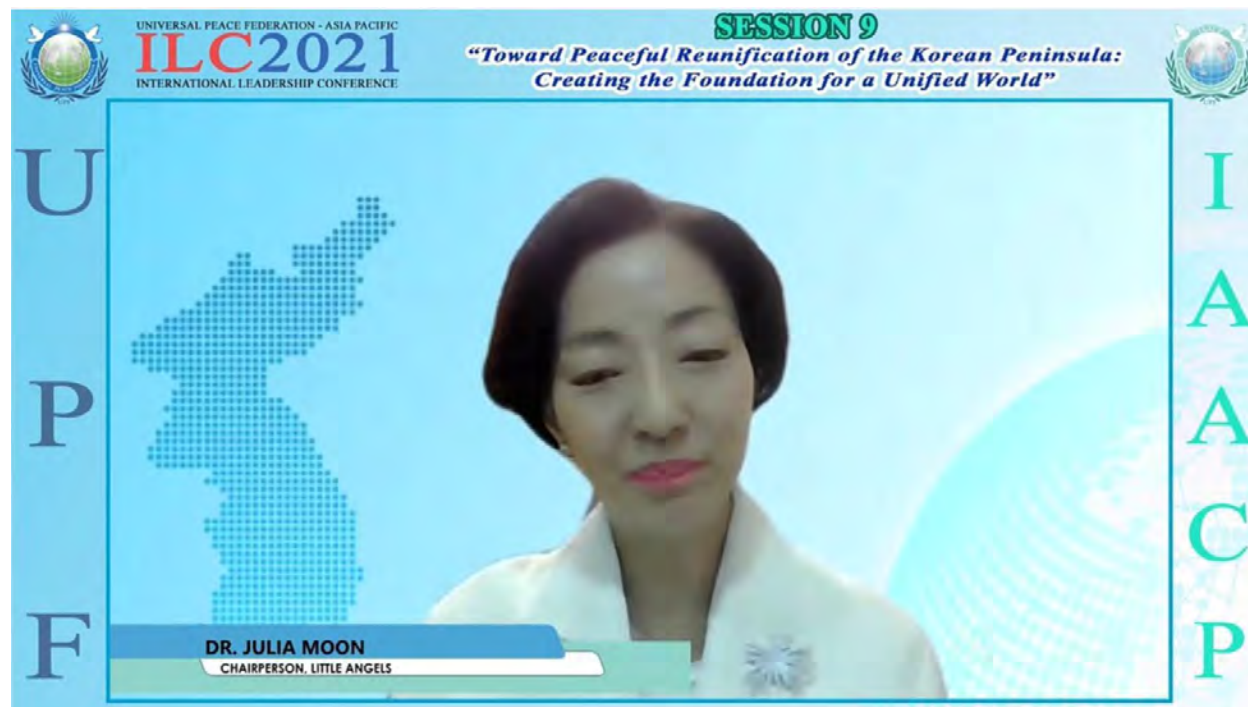 UNIVERSAL PEACE FEDERATION - ASIA PACIFIC
ILC2021
INTERNATIONAL LEADERSHIP CONFERENCE
SESSION 9
“Toward Peaceful Reunification of the Korean Peninsula:
Creating the Foundation for a Unified World”
U
P
F
I
A
A
C
P
DR. JULIA MOON
CHAIRPERSON, LITTLE ANGELS